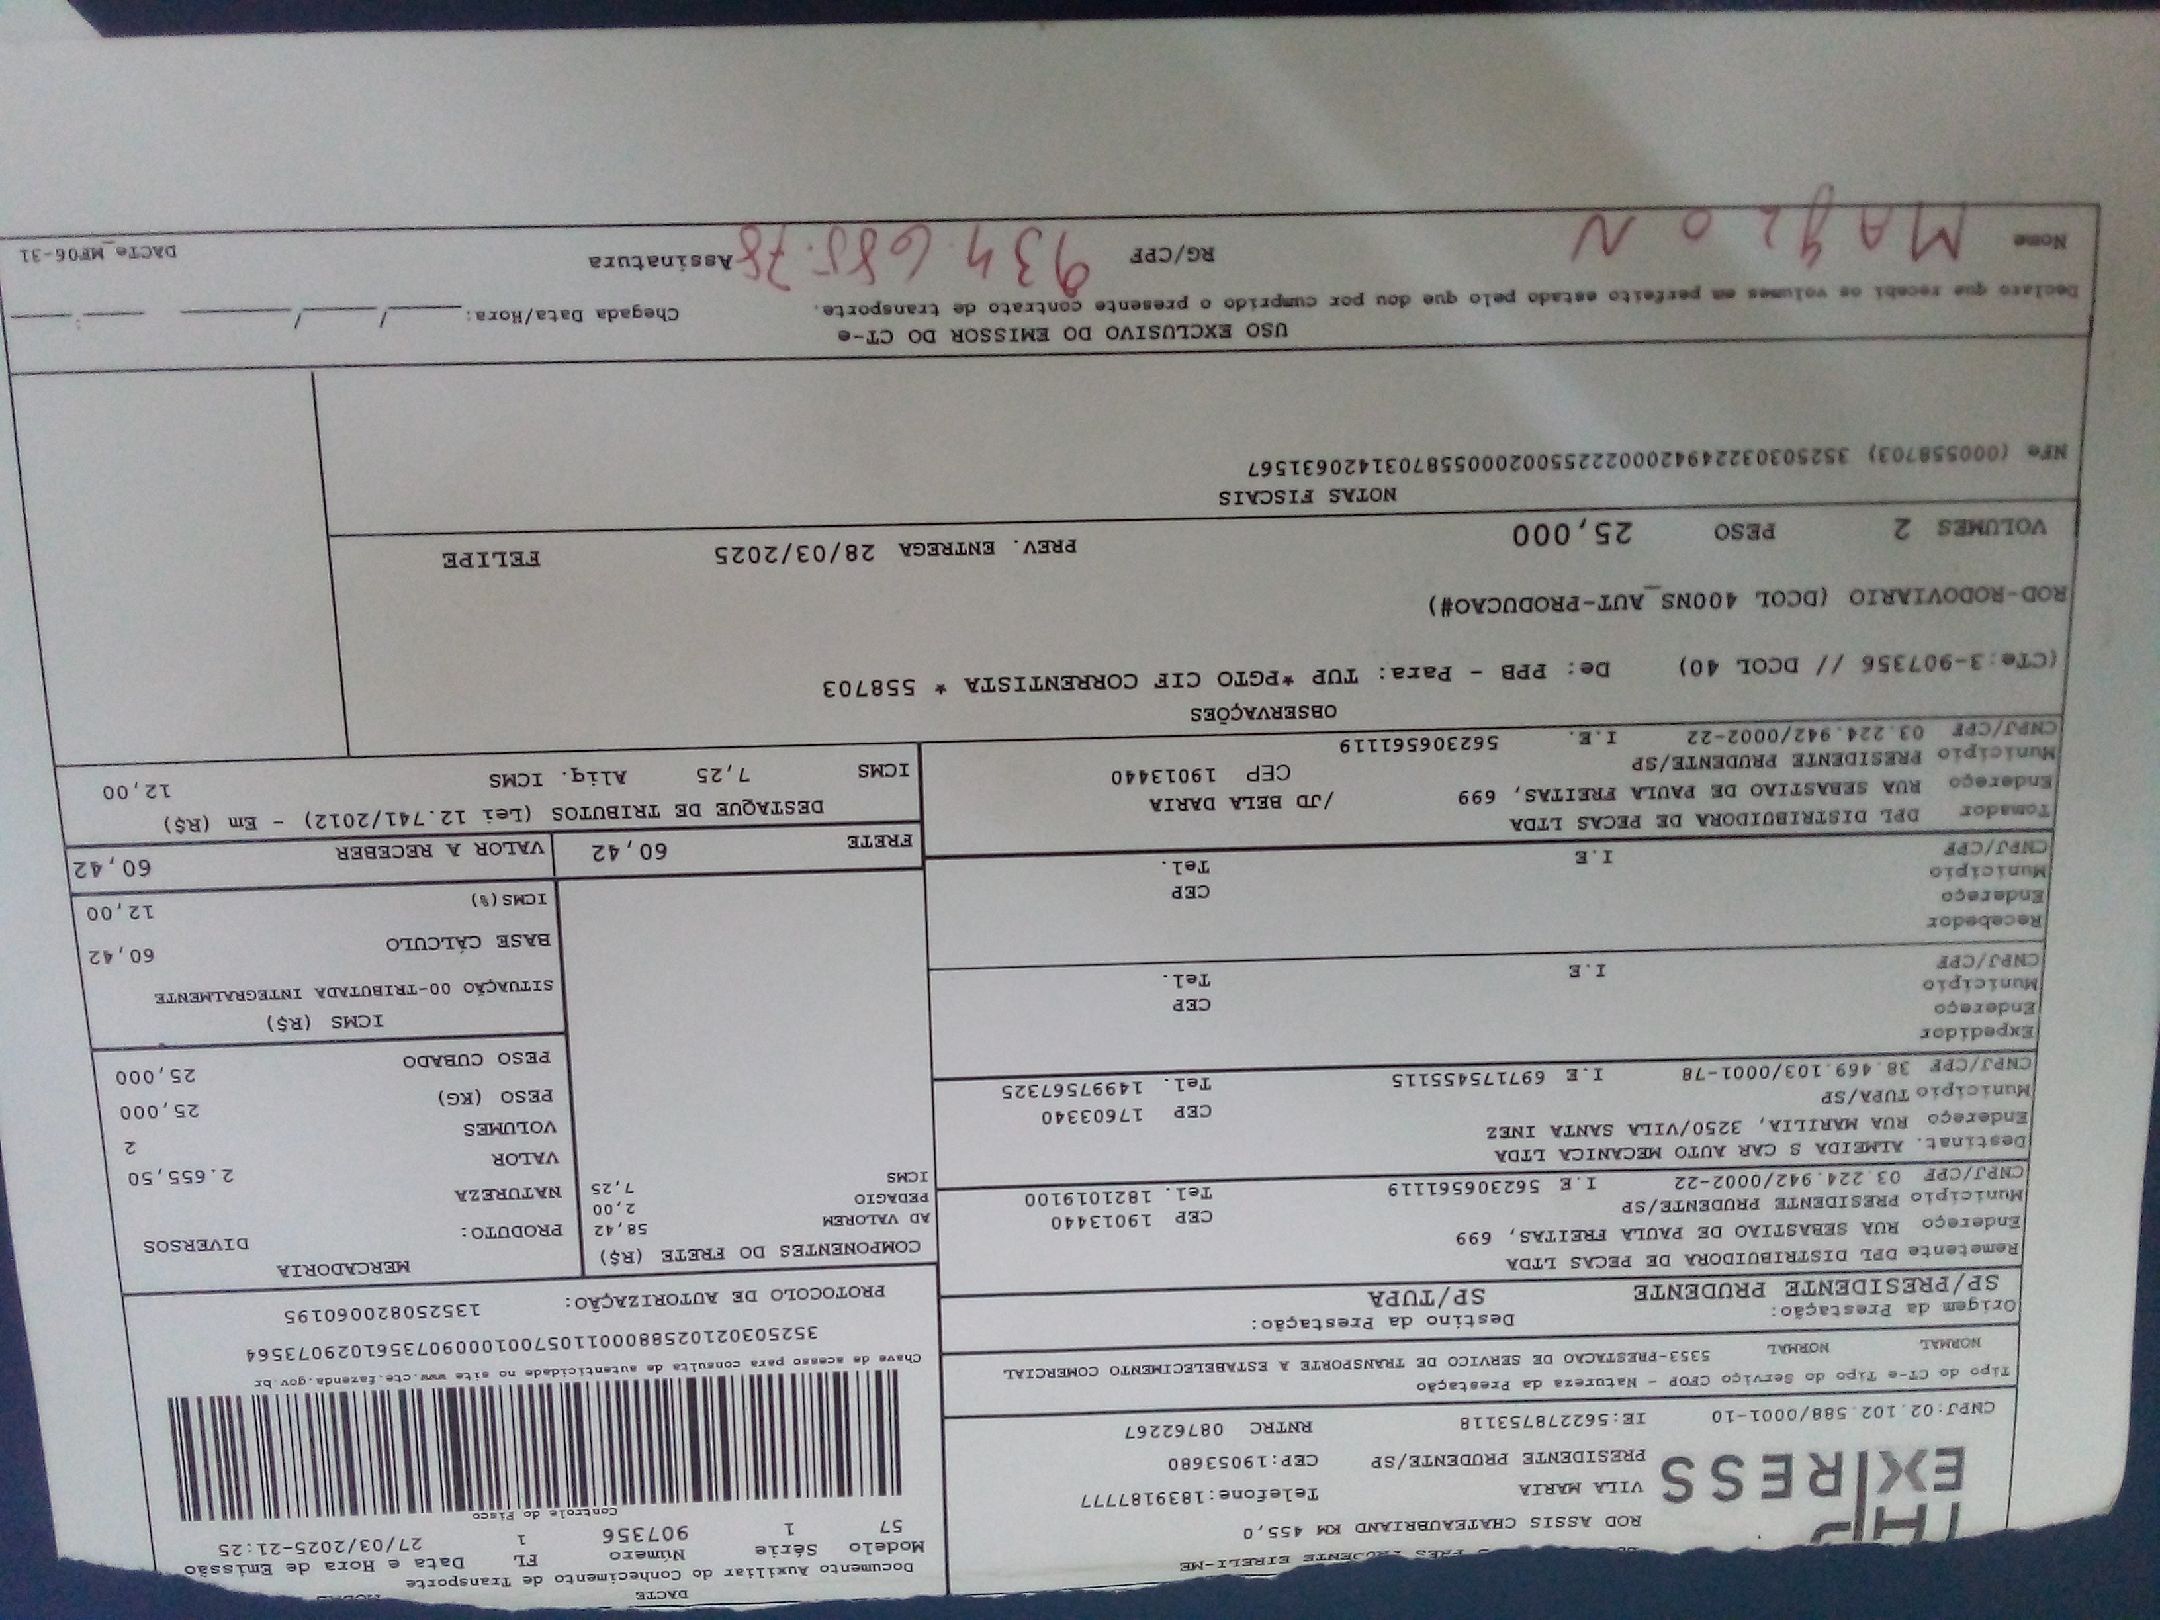 DACTE
Documento Auxiliar do Conhecimento de Transporte
Modelo Série Número FL Data e Hora de Emissão
57 1 907356 1 27/03/2025-21:25
Controle do Fisco
Chave de acesso para consulta de autenticidade no site www.cte.fazenda.gov.br
35250302102588000110570010009073561029073564
PROTOCOLO DE AUTORIZAÇÃO: 135250820060195
EIRELI-ME
EXPRESS
ROD ASSIS CHATEAUBRIAND KM 455,0
VILA MARIA Telefone:1839187777
PRESIDENTE PRUDENTE/SP CEP:19053680
CNPJ:02.102.588/0001-10 IE:562278753118 RNTRC 08762267
Tipo do CT-e Tipo do Serviço CFOP - Natureza da Prestação
NORMAL NORMAL 5353-PRESTACAO DE SERVICO DE TRANSPORTE A ESTABELECIMENTO COMERCIAL
Origem da Prestação: Destino da Prestação:
SP/PRESIDENTE PRUDENTE SP/TUPA
Remetente DPL DISTRIBUIDORA DE PECAS LTDA
Endereço RUA SEBASTIAO DE PAULA FREITAS, 699
Município PRESIDENTE PRUDENTE/SP CEP 19013440
CNPJ/CPF 03.224.942/0002-22 I.E 562306561119 Tel. 1821019100
Destinat. ALMEIDA S CAR AUTO MECANICA LTDA
Endereço RUA MARILIA, 3250/VILA SANTA INEZ
Município TUPA/SP CEP 17603340
CNPJ/CPF 38.469.103/0001-78 I.E 697175455115 Tel. 14997567325
Expedidor
Endereço
Município CEP
CNPJ/CPF I.E Tel.
Recebedor
Endereço
Município CEP
CNPJ/CPF I.E Tel.
Tomador DPL DISTRIBUIDORA DE PECAS LTDA
Endereço RUA SEBASTIAO DE PAULA FREITAS, 699 /JD BELA DARIA
Município PRESIDENTE PRUDENTE/SP CEP 19013440
CNPJ/CPF 03.224.942/0002-22 I.E. 562306561119
COMPONENTES DO FRETE (R$)
AD VALOREM 58,42
PEDAGIO 2,00
ICMS 7,25
MERCADORIA
PRODUTO: DIVERSOS
NATUREZA
VALOR 2.655,50
VOLUMES 2
PESO (KG) 25,000
PESO CUBADO 25,000
ICMS (R$)
SITUAÇÃO 00-TRIBUTADA INTEGRALMENTE
BASE CÁLCULO 60,42
ICMS(%) 12,00
FRETE 60,42 VALOR A RECEBER 60,42
DESTAQUE DE TRIBUTOS (Lei 12.741/2012) - Em (R$)
ICMS 7,25 Aliq. ICMS 12,00
OBSERVAÇÕES
(CTe:3-907356 // DCOL 40) De: PPB - Para: TUP *PGTO CIF CORRENTISTA * 558703
ROD-RODOVIARIO (DCOL 400NS_AUT-PRODUCAO#)
VOLUMES 2 PESO 25,000 PREV. ENTREGA 28/03/2025 FELIPE
NOTAS FISCAIS
NFe (000558703) 35250303224942000222550020005587031420631567
USO EXCLUSIVO DO EMISSOR DO CT-e
Declaro que recebi os volumes em perfeito estado pelo que dou por cumprido o presente contrato de transporte. Chegada Data/Hora: ____/____/____ ___:___
Nome RG/CPF 934.685.78 Assinatura
DACTe_MF06-31